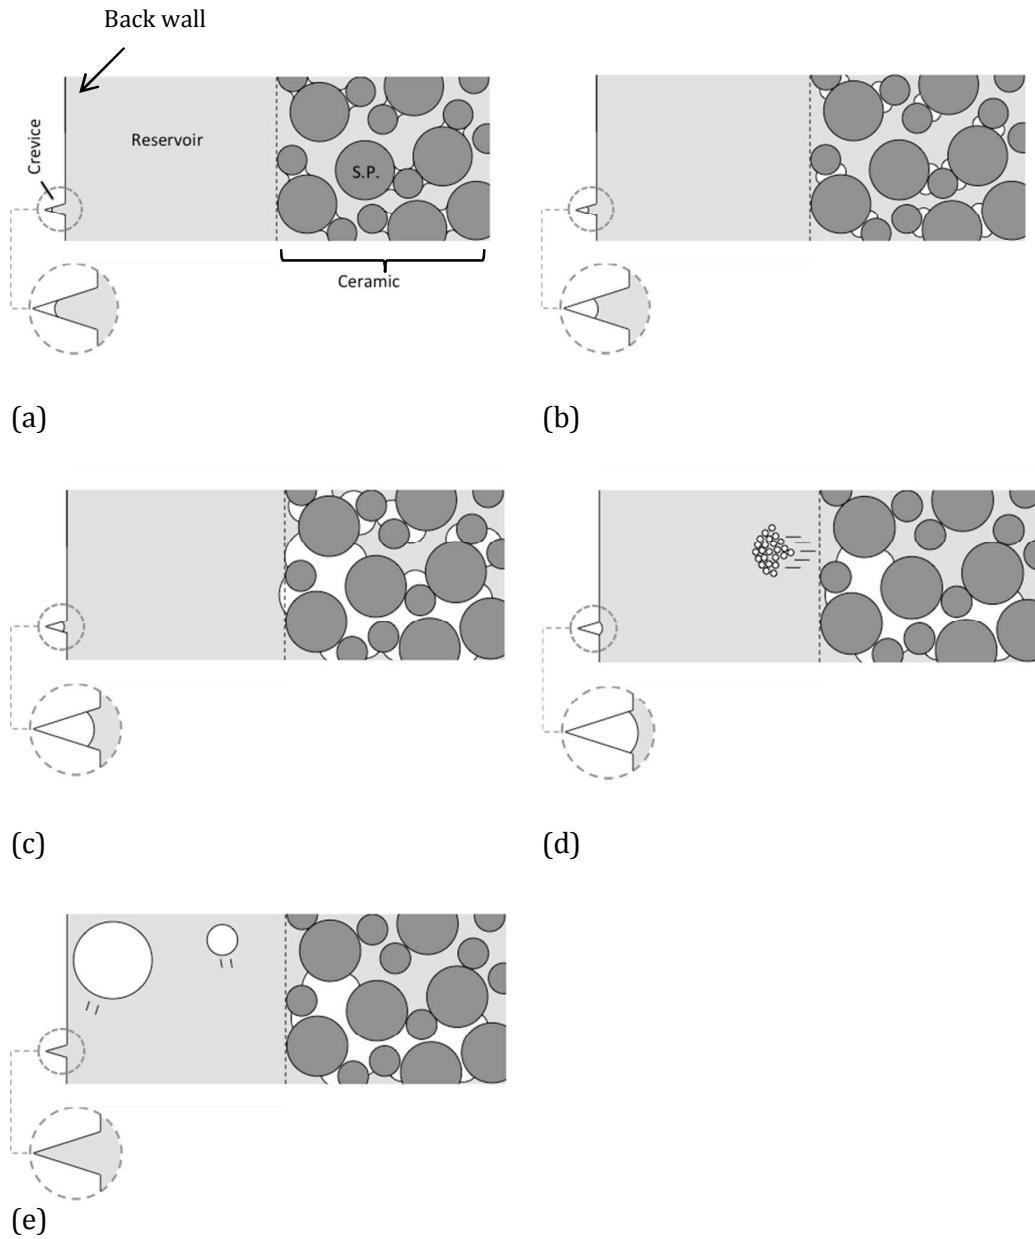 Back wall
Crevice
Reservoir
S.P.
Ceramic
(a)
(b)
(c)
(d)
(e)